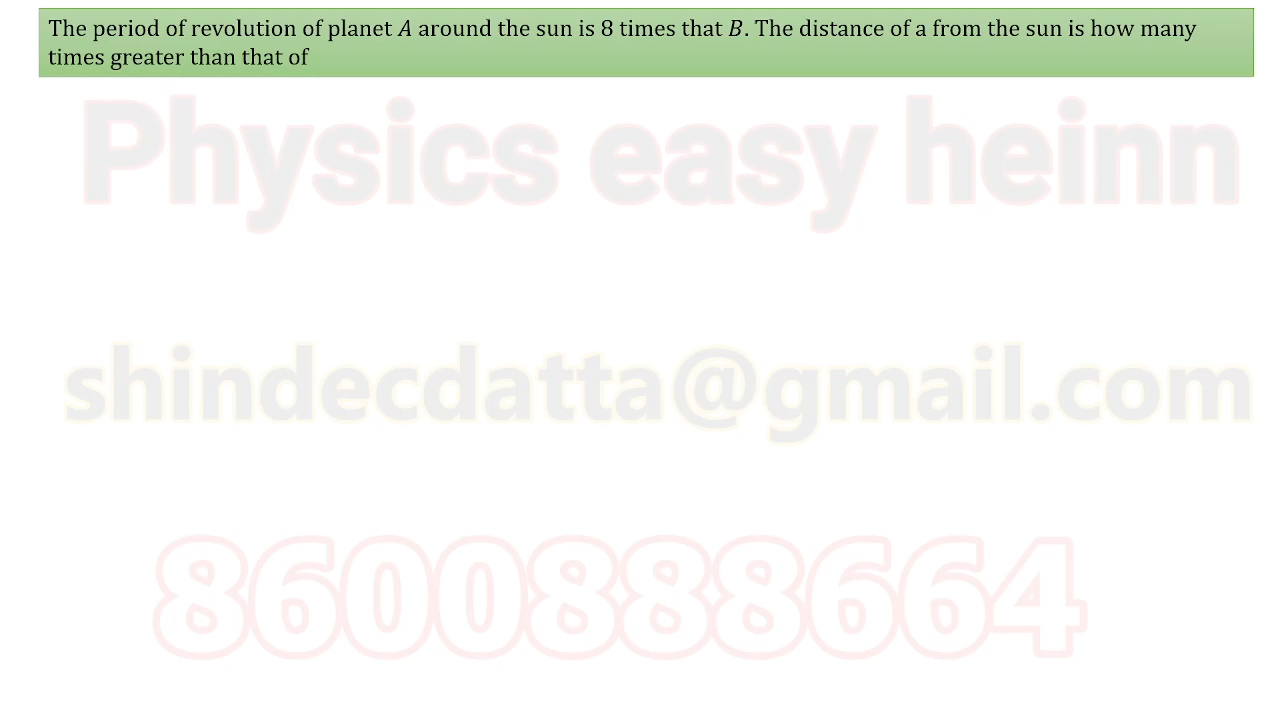 The period of revolution of planet A around the sun is 8 times that B. The distance of a from the sun is how many
times greater than that of
Physics easy heinn
shindecdatta@gmail.com
8600888664